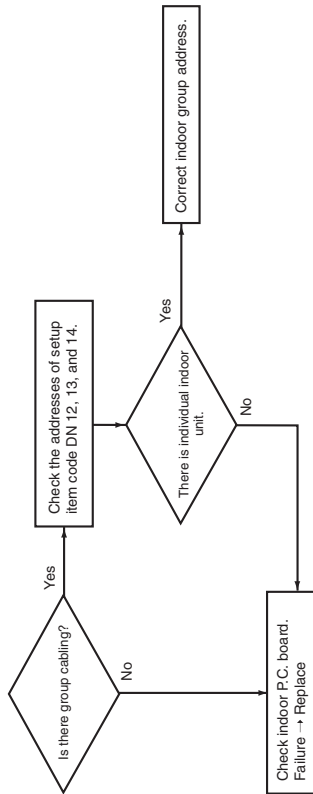 Is there group cabling?
Yes
No
Check the addresses of setup
item code DN 12, 13, and 14.
There is individual indoor
unit.
Yes
No
Correct indoor group address.
Check indoor P.C. board.
Failure → Replace